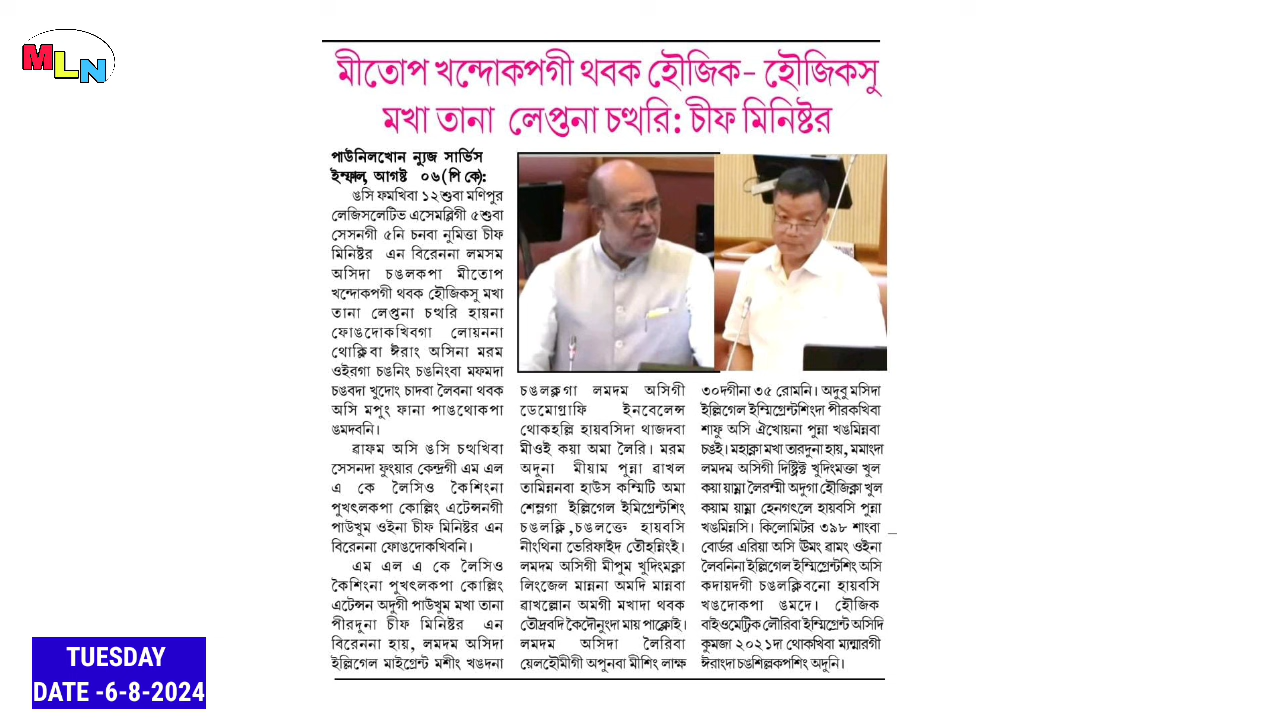 MLN
মীতোপ খন্দোকপগী থবক হৌজিক- হৌজিকসু
মখা তানা লেপ্তনা চত্থরি: চীফ মিনিষ্টর
পাউনিলখোন ন্যুজ সার্ভিস
ইম্ফাল, আগষ্ট ০৬(পি কে):
ঙসি ফমখিবা ১২শুবা মণিপুর
লেজিসলেটিভ এসেমব্লিগী ৫শুবা
সেসনগী ৫নি চনবা নুমিত্তা চীফ
মিনিষ্টর এন বিরেননা লমসম
অসিদা চঙলকপা মীতোপ
খন্দোকপগী থবক হৌজিকসু মখা
তানা লেপ্তনা চত্থরি হায়না
ফোঙদোকখিবগা লোয়ননা
থোক্লিবা ঈরাং অসিনা মরম
ওইরগা চঙনিং চঙনিংবা মফমদা
চঙবদা খুদোং চাদবা লৈবনা থবক
অসি মপুং ফানা পাঙথোকপা
ঙমদবনি।
ৱাফম অসি ঙসি চত্থখিবা
সেসনদা ফুংয়ার কেন্দ্রগী এম এল
এ কে লৈসিও কৈশিংনা
পুখৎলকপা কোল্লিং এটেন্সনগী
পাউখুম ওইনা চীফ মিনিষ্টর এন
বিরেননা ফোঙদোকখিবনি।
এম এল এ কে লৈসিও
কৈশিংনা পুখৎলকপা কোল্লিং
এটেন্সন অদুগী পাউখুম মখা তানা
পীরদুনা চীফ মিনিষ্টর এন
বিরেননা হায়, লমদম অসিদা
ইল্লিগেল মাইগ্রেন্ট মশীং খঙদনা
চঙলক্লগা লমদম অসিগী
ডেমোগ্রাফি ইনবেলেন্স
থোকহল্লি হায়বসিদা থাজদবা
মীওই কয়া অমা লৈরি। মরম
অদুনা মীয়াম পুন্না ৱাখল
তামিন্ননবা হাউস কম্মিটি অমা
শেম্লগা ইল্লিগেল ইমিগ্রেন্টশিং
চঙলক্লি,চঙলক্তে হায়বসি
নীংথিনা ভেরিফাইদ তৌহন্নিংই।
লমদম অসিগী মীপুম খুদিংমক্না
লিংজেল মান্ননা অমদি মান্নবা
ৱাখল্লোন অমগী মখাদা থবক
তৌদ্রবদি কৈদৌনুংদা মায় পাক্লোই।
লমদম অসিদা লৈরিবা
য়েলহৌমীগী অপুনবা মীশিং লাক্ষ
৩০দগীনা ৩৫ রোমনি। অদুবু মসিদা
ইল্লিগেল ইম্মিগ্রেন্টশিংদা পীরকখিবা
শাফু অসি ঐখোয়না পুন্না খঙমিন্নবা
চঙই। মহাক্না মখা তারদুনা হায়, মমাংদা
লমদম অসিগী দিষ্ট্রিক্ট খুদিংমক্তা খুল
কয়া য়াম্না লৈরম্মী অদুগা হৌজিক্না খুল
কয়াম য়াম্না হেনগৎলে হায়বসি পুন্না
খঙমিন্নসি। কিলোমিটর ৩৯৮ শাংবা
বোর্ডর এরিয়া অসি ঊমং ৱামং ওইনা
লৈবনিনা ইল্লিগেল ইম্মিগ্রেন্টশিং অসি
কদায়দগী চঙলক্লিবনো হায়বসি
খঙদোকপা ঙমদে। হৌজিক
বাইওমেট্রিক লৌরিবা ইম্মিগ্রেন্ট অসিদি
কুমজা ২০২১দা থোকখিবা ম্যন্মারগী
ঈরাংদা চঙশিল্লকপশিং অদুনি।
TUESDAY
DATE -6-8-2024